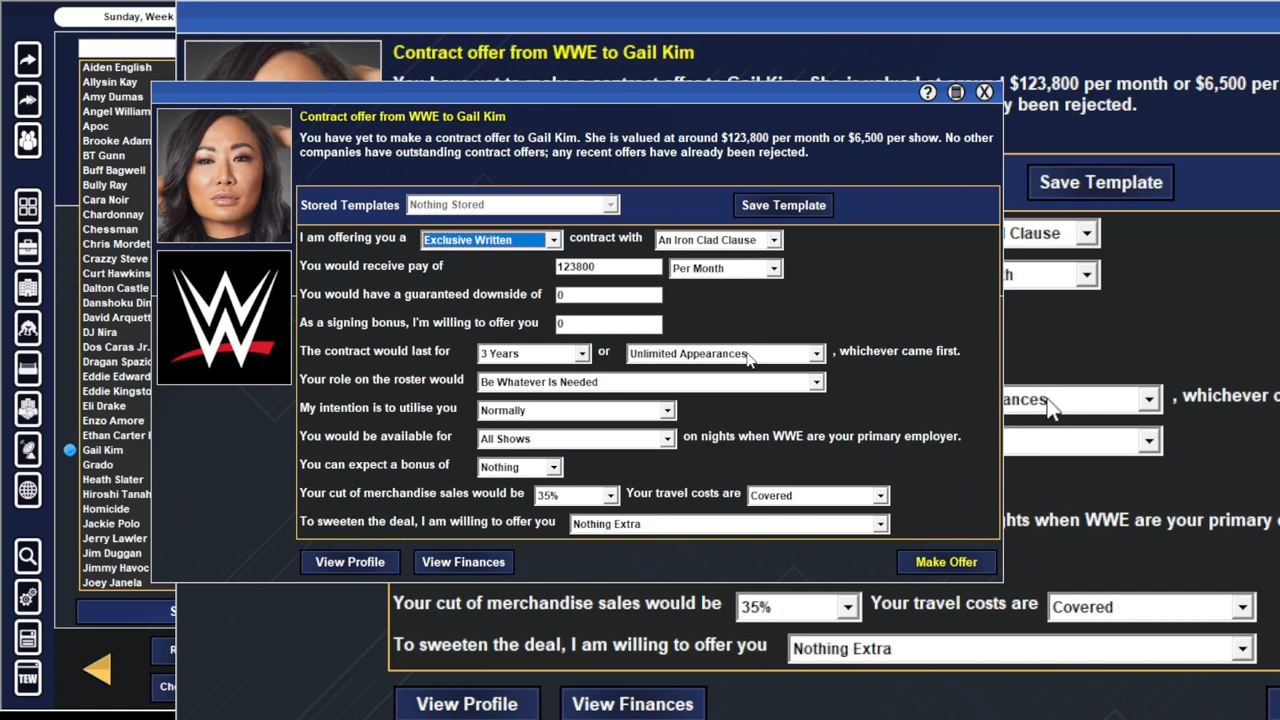 Sunday, Week
Contract offer from WWE to Gail Kim
$123,800 per month or $6,500 per
y been rejected.
Save Template
Clause
Aiden English
Allysin Kay
Amy Dumas
Angel William
Apoc
Brooke Adam
BT Gunn
Buff Bagwell
Bully Ray
Cara Noir
Chardonnay
Chessman
Chris Mordet
Crazzy Steve
Curt Hawkins
Dalton Castle
Danshoku Din
David Arquett
DJ Nira
Dos Caras Jr.
Dragan Spazio
Eddie Edward
Eddie Kingsto
Eli Drake
Enzo Amore
Ethan Carter I
Gail Kim
Grado
Heath Slater
Hiroshi Tanah
Homicide
Jackie Polo
Jerry Lawler
Jim Duggan
Jimmy Havoc
Joey Janela
TEW
?
X
Contract offer from WWE to Gail Kim
You have yet to make a contract offer to Gail Kim. She is valued at around $123,800 per month or $6,500 per show. No other
companies have outstanding contract offers; any recent offers have already been rejected.
Stored Templates Nothing Stored Save Template
I am offering you a Exclusive Written contract with An Iron Clad Clause
You would receive pay of 123800 Per Month
You would have a guaranteed downside of 0
As a signing bonus, I'm willing to offer you 0
The contract would last for 3 Years or Unlimited Appearances , whichever came first.
Your role on the roster would Be Whatever Is Needed
My intention is to utilise you Normally
You would be available for All Shows on nights when WWE are your primary employer.
You can expect a bonus of Nothing
Your cut of merchandise sales would be 35% Your travel costs are Covered
To sweeten the deal, I am willing to offer you Nothing Extra
View Profile View Finances Make Offer
ances , whichever c
hts when WWE are your primary
Your cut of merchandise sales would be 35% Your travel costs are Covered
To sweeten the deal, I am willing to offer you Nothing Extra
View Profile View Finances